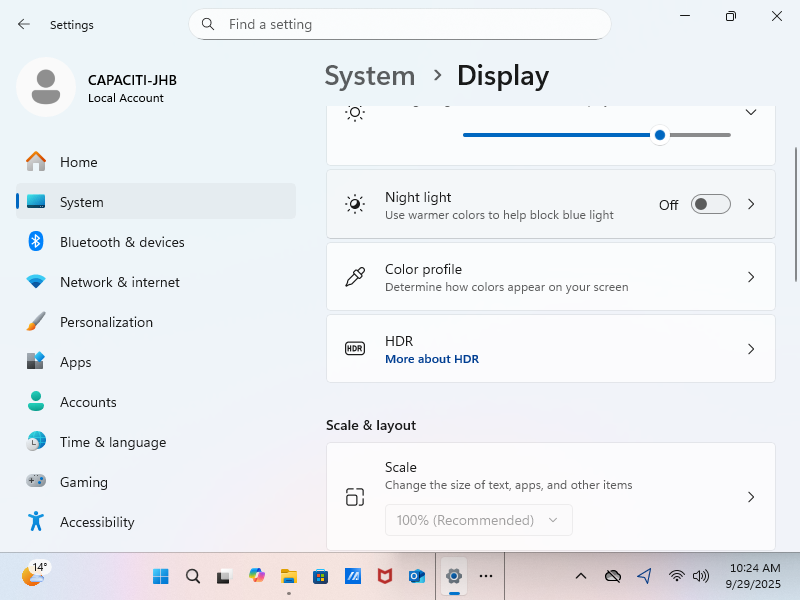 Settings
Find a setting
CAPACITI-JHB
Local Account
Home
System
Bluetooth & devices
Network & internet
Personalization
Apps
Accounts
Time & language
Gaming
Accessibility
System > Display
Night light
Use warmer colors to help block blue light
Off
Color profile
Determine how colors appear on your screen
HDR
HDR
More about HDR
Scale & layout
Scale
Change the size of text, apps, and other items
100% (Recommended)
14°
10:24 AM
9/29/2025